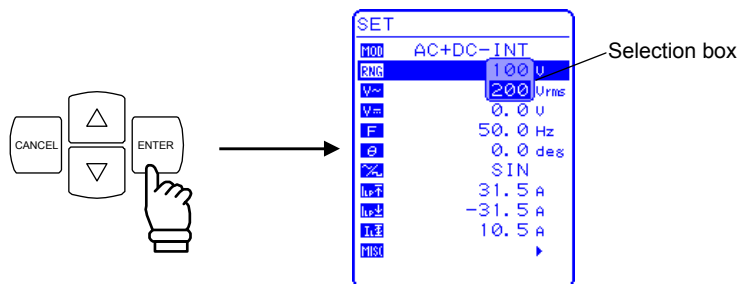 SET
MOD AC+DC-INT
RNG 100 V
V~ 200 Vrms
V⎓ 0.0 V
F 50.0 Hz
θ 0.0 deg
SIN
31.5 A
-31.5 A
10.5 A
MISC
Selection box
CANCEL
ENTER